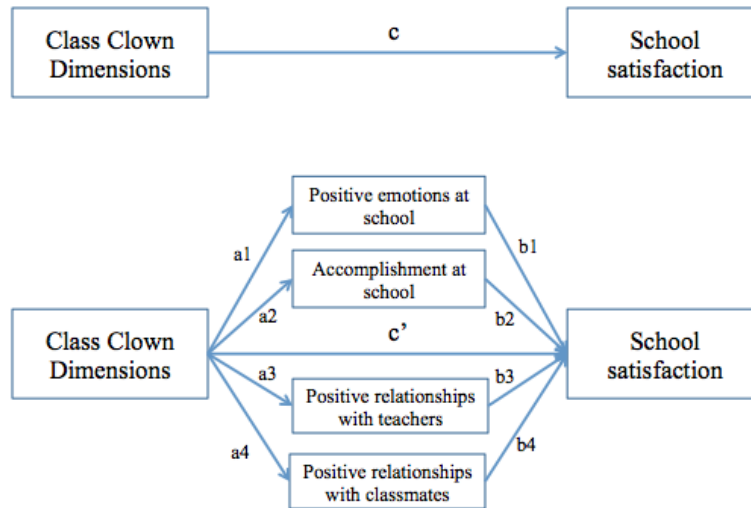 Class Clown
Dimensions
c
School
satisfaction
Positive emotions at
school
a1
b1
Accomplishment at
school
a2
b2
Class Clown
Dimensions
c’
School
satisfaction
a3
b3
Positive relationships
with teachers
a4
b4
Positive relationships
with classmates